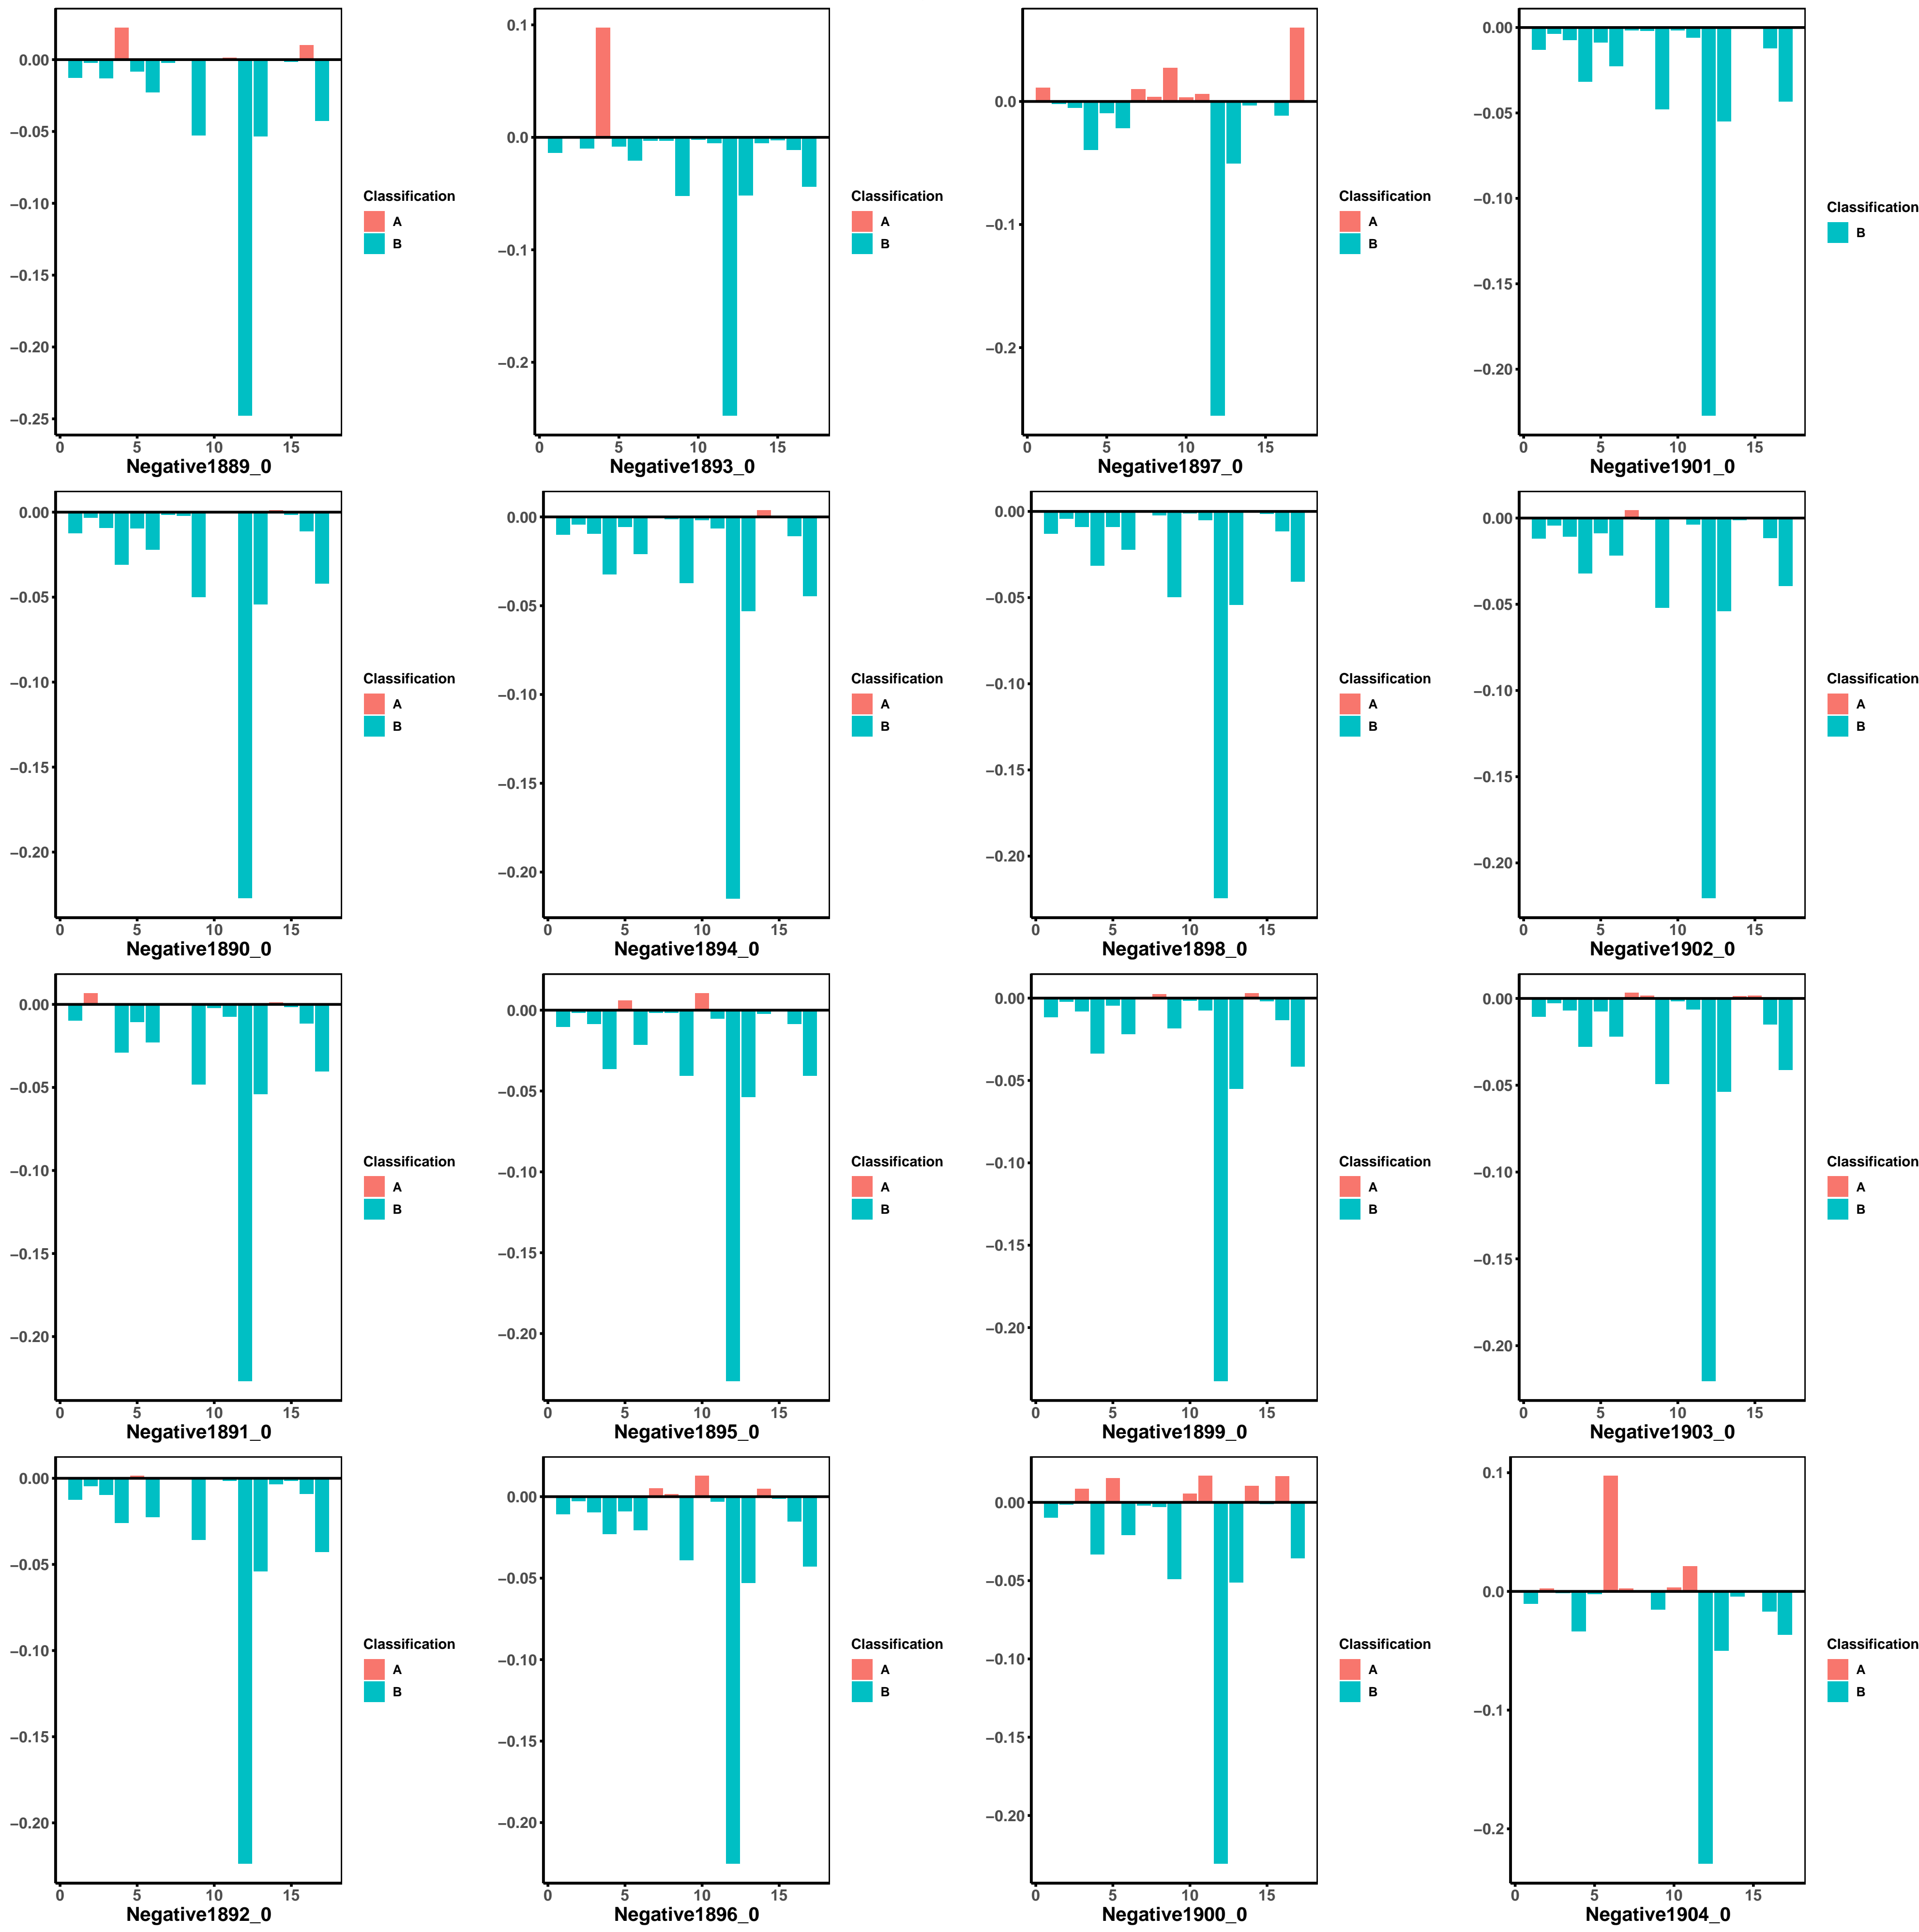 0.00
−0.05
−0.10
−0.15
−0.20
−0.25
0 5 10 15
Negative1889_0
Classification
A
B
0.1
0.0
−0.1
−0.2
0 5 10 15
Negative1893_0
Classification
A
B
0.0
−0.1
−0.2
0 5 10 15
Negative1897_0
Classification
A
B
0.00
−0.05
−0.10
−0.15
−0.20
0 5 10 15
Negative1901_0
Classification
B
0.00
−0.05
−0.10
−0.15
−0.20
0 5 10 15
Negative1890_0
Classification
A
B
0.00
−0.05
−0.10
−0.15
−0.20
0 5 10 15
Negative1894_0
Classification
A
B
0.00
−0.05
−0.10
−0.15
−0.20
0 5 10 15
Negative1898_0
Classification
A
B
0.00
−0.05
−0.10
−0.15
−0.20
0 5 10 15
Negative1902_0
Classification
A
B
0.00
−0.05
−0.10
−0.15
−0.20
0 5 10 15
Negative1891_0
Classification
A
B
0.00
−0.05
−0.10
−0.15
−0.20
0 5 10 15
Negative1895_0
Classification
A
B
0.00
−0.05
−0.10
−0.15
−0.20
0 5 10 15
Negative1899_0
Classification
A
B
0.00
−0.05
−0.10
−0.15
−0.20
0 5 10 15
Negative1903_0
Classification
A
B
0.00
−0.05
−0.10
−0.15
−0.20
0 5 10 15
Negative1892_0
Classification
A
B
0.00
−0.05
−0.10
−0.15
−0.20
0 5 10 15
Negative1896_0
Classification
A
B
0.00
−0.05
−0.10
−0.15
−0.20
0 5 10 15
Negative1900_0
Classification
A
B
0.1
0.0
−0.1
−0.2
0 5 10 15
Negative1904_0
Classification
A
B